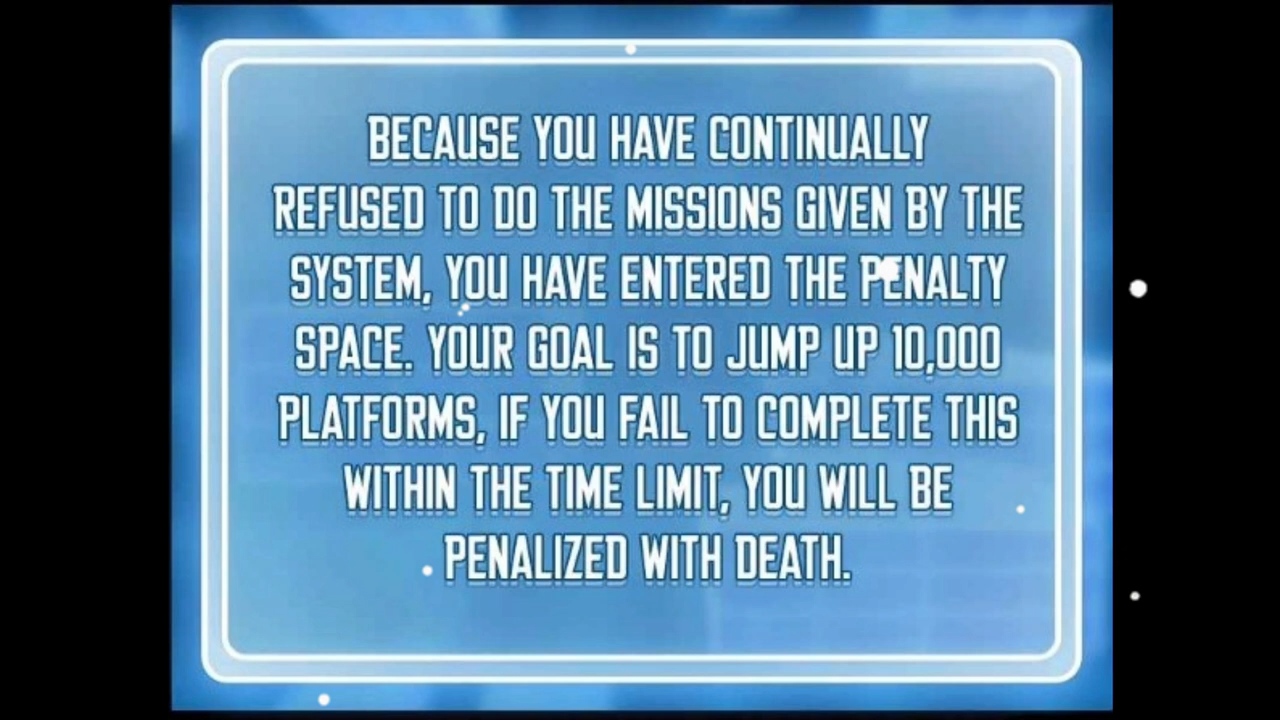 BECAUSE YOU HAVE CONTINUALLY
REFUSED TO DO THE MISSIONS GIVEN BY THE
SYSTEM, YOU HAVE ENTERED THE PENALTY
SPACE. YOUR GOAL IS TO JUMP UP 10,000
PLATFORMS, IF YOU FAIL TO COMPLETE THIS
WITHIN THE TIME LIMIT, YOU WILL BE
PENALIZED WITH DEATH.